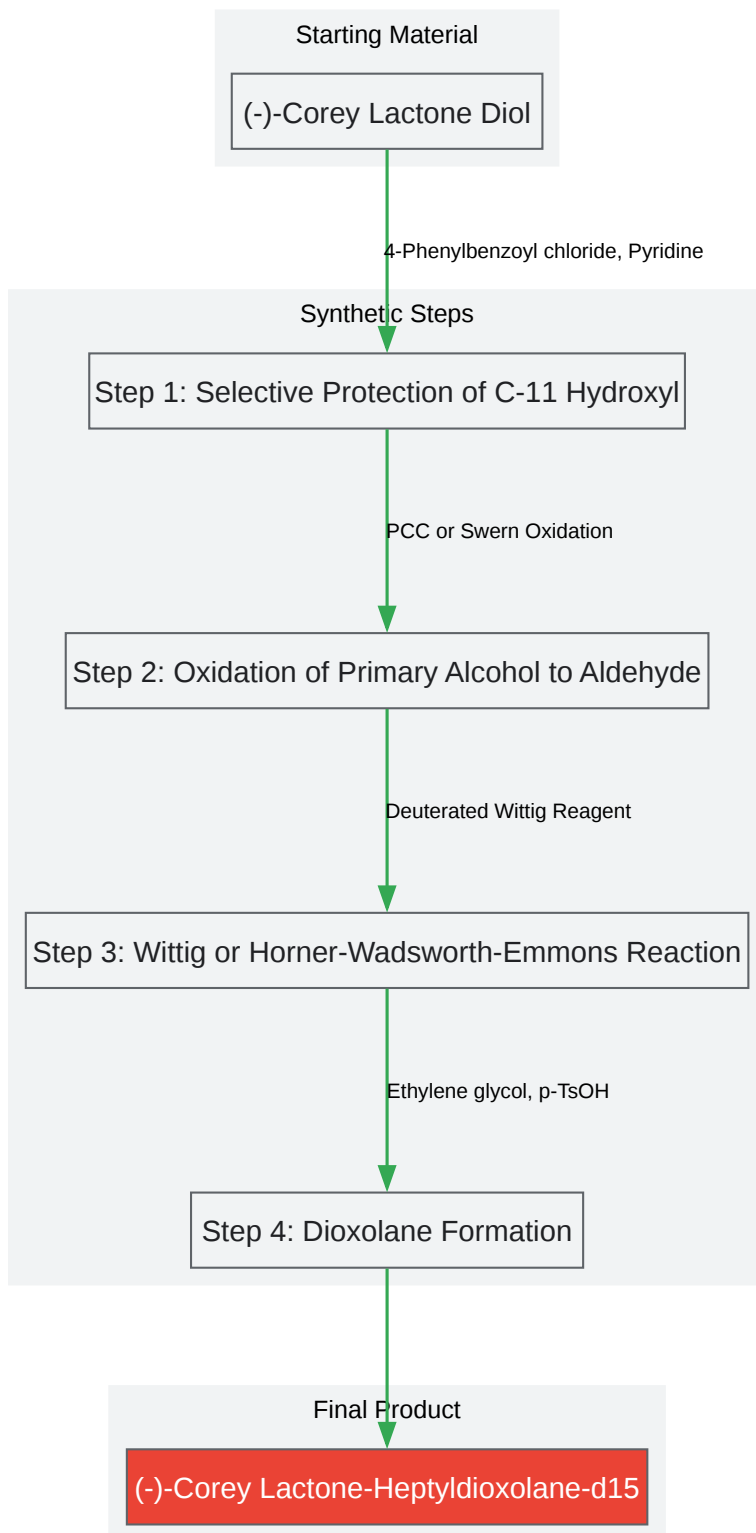 Starting Material
(-)-Corey Lactone Diol
4-Phenylbenzoyl chloride, Pyridine
Synthetic Steps
Step 1: Selective Protection of C-11 Hydroxyl
PCC or Swern Oxidation
Step 2: Oxidation of Primary Alcohol to Aldehyde
Deuterated Wittig Reagent
Step 3: Wittig or Horner-Wadsworth-Emmons Reaction
Ethylene glycol, p-TsOH
Step 4: Dioxolane Formation
Final Product
(-)-Corey Lactone-Heptyldioxolane-d15